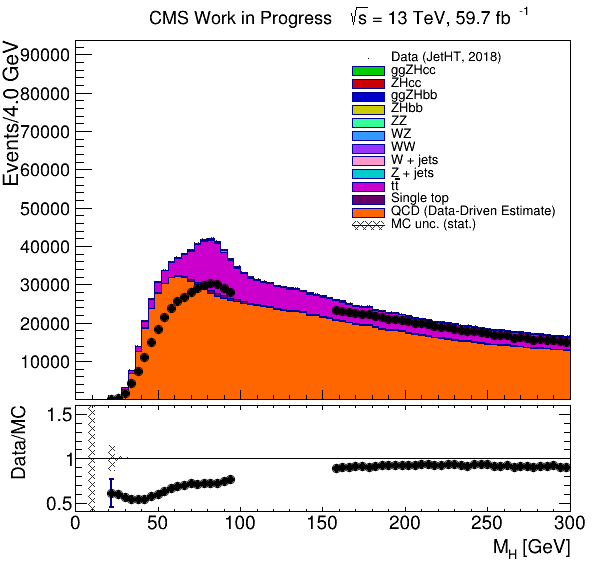 CMS Work in Progress √s = 13 TeV, 59.7 fb -1
Events/4.0 GeV
90000
80000
70000
60000
50000
40000
30000
20000
10000
Data (JetHT, 2018)
ggZHcc
ZHcc
ggZHbb
ZHbb
ZZ
WZ
WW
W + jets
Z + jets
tt̄
Single top
QCD (Data-Driven Estimate)
MC unc. (stat.)
Data/MC
1.5
1
0.5
0 50 100 150 200 250 300
M_H [GeV]